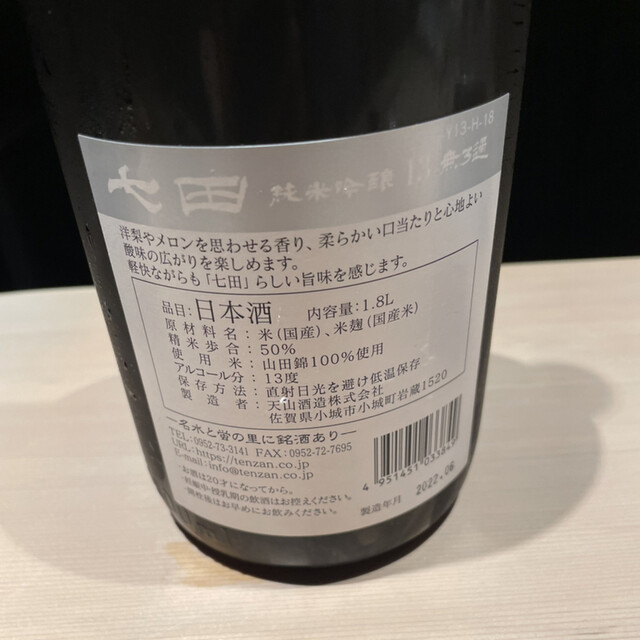 Y13-H-18
七田 純米吟醸 13 無濾過
洋梨やメロンを思わせる香り、柔らかい口当たりと心地よい
酸味の広がりを楽しめます。
軽快ながらも「七田」らしい旨味を感じます。
品目:日本酒 内容量:1.8L
原材料名:米(国産)、米麹(国産米)
精米歩合:50%
使用米:山田錦100%使用
アルコール分:13度
保存方法:直射日光を避け低温保存
製造者:天山酒造株式会社
佐賀県小城市小城町岩蔵1520
―名水と蛍の里に銘酒あり―
TEL:0952-73-3141 FAX:0952-72-7695
URL:https://tenzan.co.jp
E-mail:info@tenzan.co.jp
・お酒は20才になってから。
・妊娠中・授乳期の飲酒はお控えください。
・開栓後はお早めにお飲みください。
製造年月 2022.06